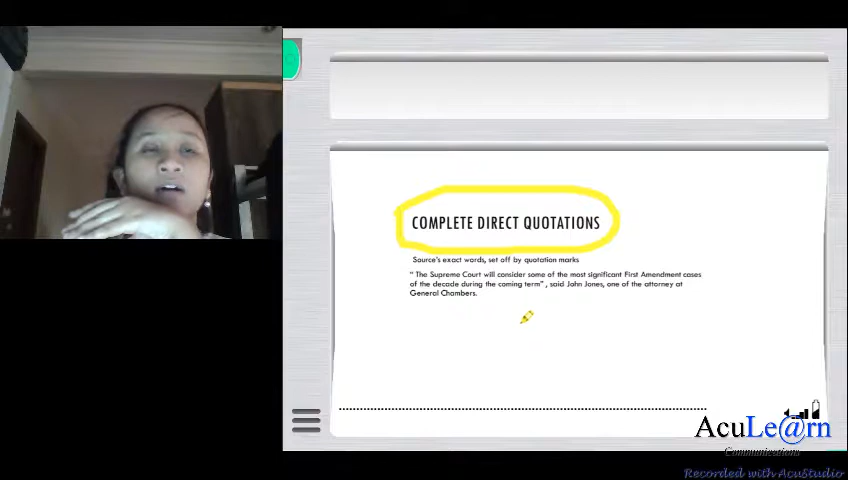 COMPLETE DIRECT QUOTATIONS
Source's exact words, set off by quotation marks
" The Supreme Court will consider some of the most significant First Amendment cases
of the decade during the coming term" , said John Jones, one of the attorney at
General Chambers.
AcuLe@rn
Communications
Recorded with AcuStudio